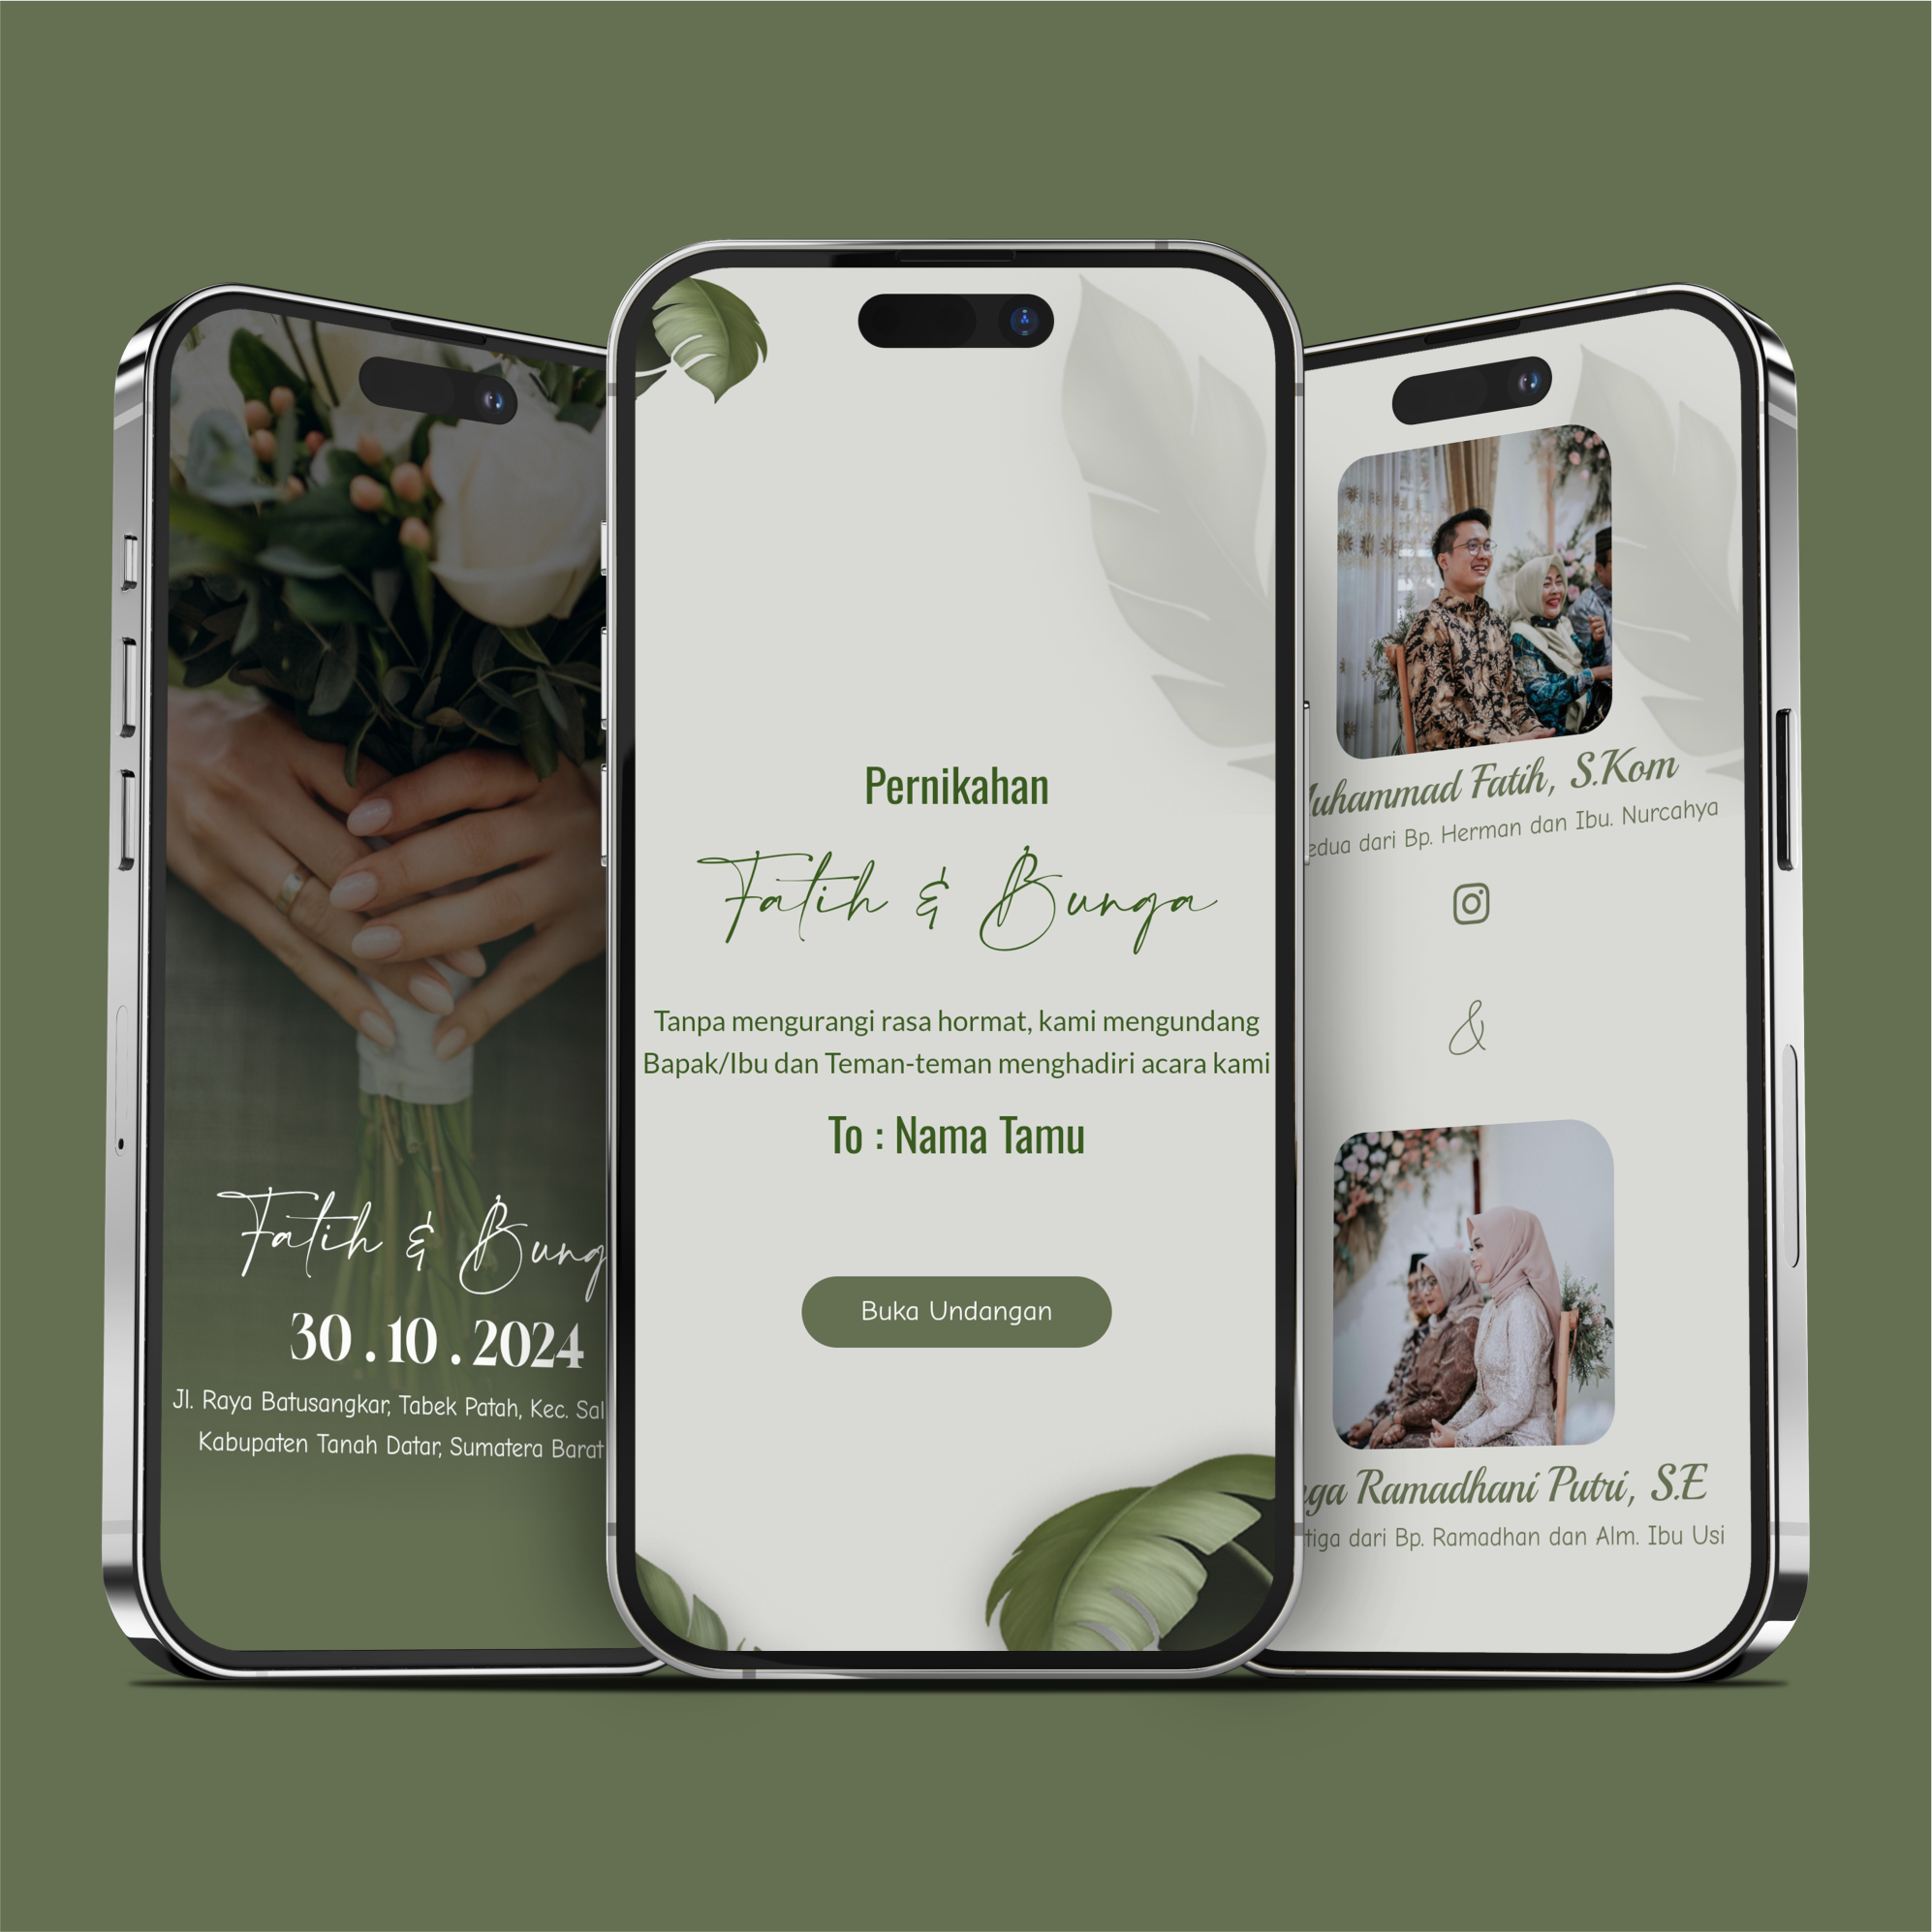 Fatih & Bung
30 . 10 . 2024
Jl. Raya Batusangkar, Tabek Patah, Kec. Sal
Kabupaten Tanah Datar, Sumatera Barat
Pernikahan
Fatih & Bunga
Tanpa mengurangi rasa hormat, kami mengundang
Bapak/Ibu dan Teman-teman menghadiri acara kami
To : Nama Tamu
Buka Undangan
uhammad Fatih, S.Kom
edua dari Bp. Herman dan Ibu. Nurcahya
&
ga Ramadhani Putri, S.E
tiga dari Bp. Ramadhan dan Alm. Ibu Usi